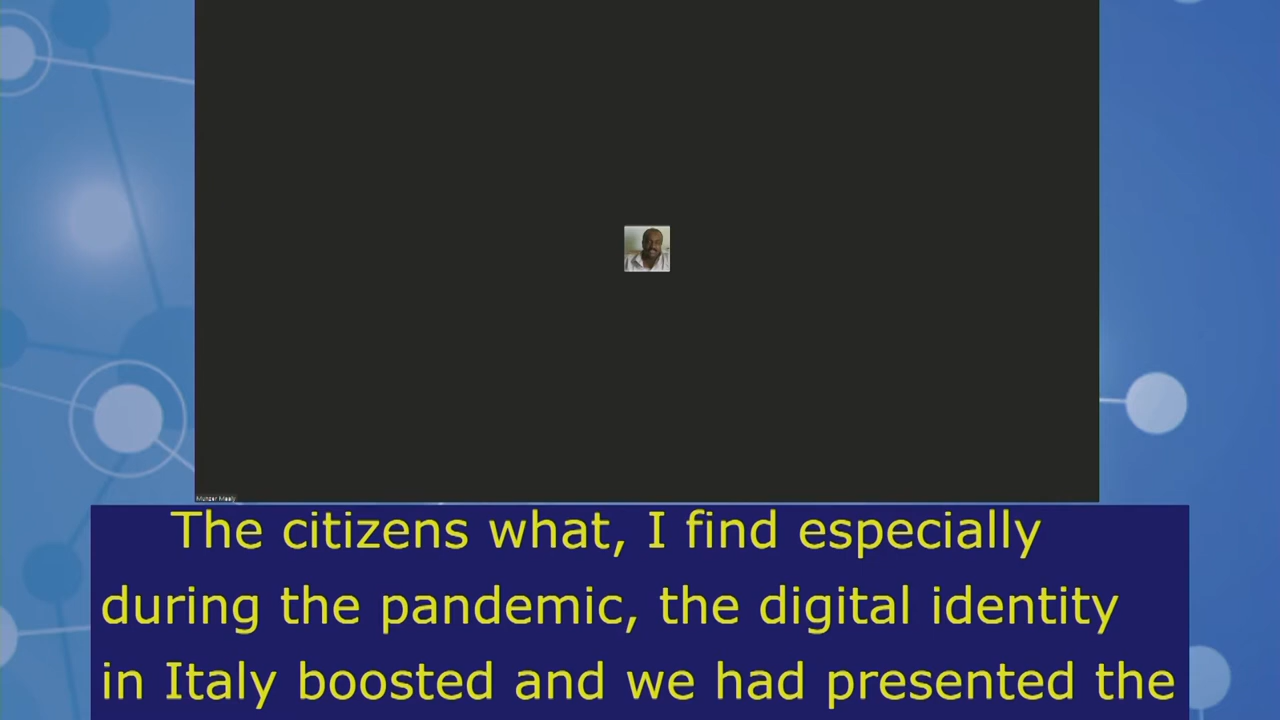 The citizens what, I find especially
during the pandemic, the digital identity
in Italy boosted and we had presented the